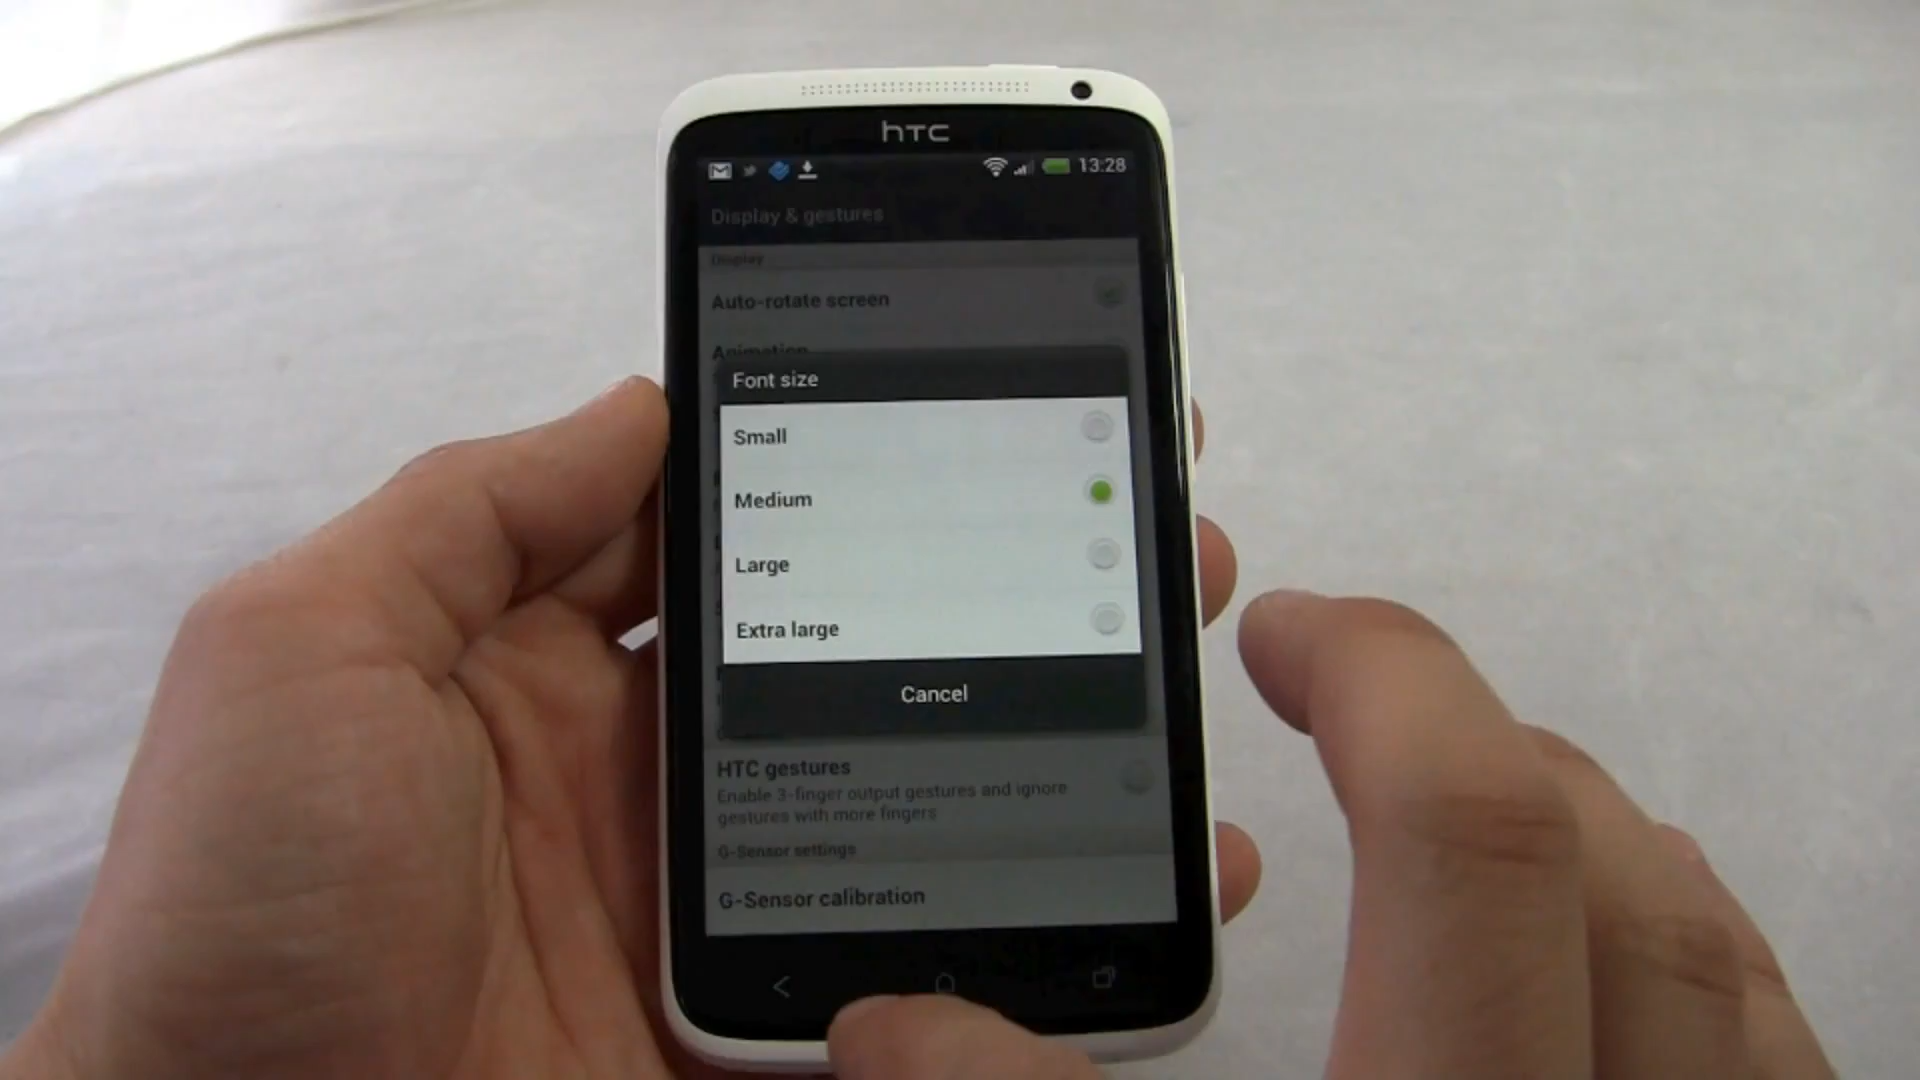 hTC
13:28
Display & gestures
Display
Auto-rotate screen
Animation
Font size
Small
Medium
Large
Extra large
Cancel
HTC gestures
Enable 3-finger output gestures and ignore
gestures with more fingers
G-Sensor settings
G-Sensor calibration